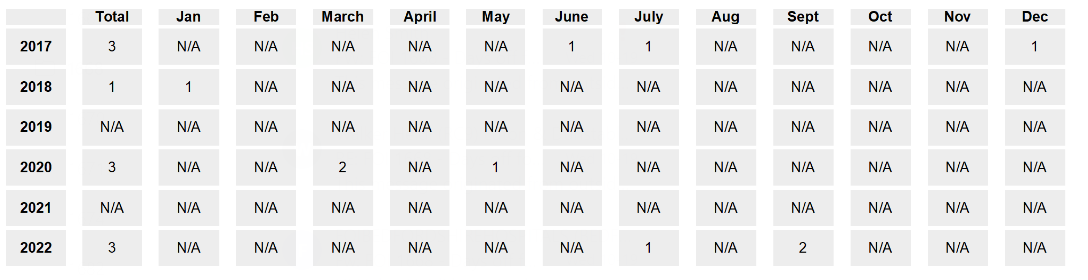 Total Jan Feb March April May June July Aug Sept Oct Nov Dec
2017 3 N/A N/A N/A N/A N/A 1 1 N/A N/A N/A N/A 1
2018 1 1 N/A N/A N/A N/A N/A N/A N/A N/A N/A N/A N/A
2019 N/A N/A N/A N/A N/A N/A N/A N/A N/A N/A N/A N/A N/A
2020 3 N/A N/A 2 N/A 1 N/A N/A N/A N/A N/A N/A N/A
2021 N/A N/A N/A N/A N/A N/A N/A N/A N/A N/A N/A N/A N/A
2022 3 N/A N/A N/A N/A N/A N/A 1 N/A 2 N/A N/A N/A